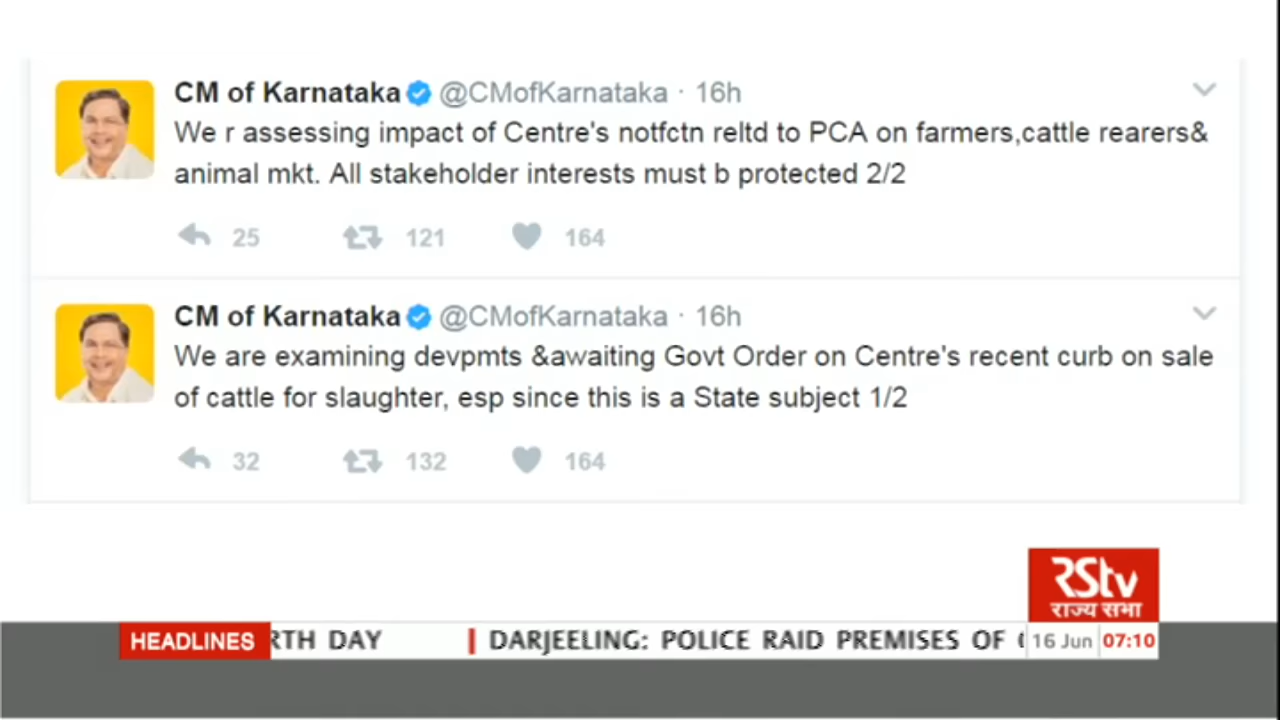 CM of Karnataka @CMofKarnataka · 16h
We r assessing impact of Centre's notfctn reltd to PCA on farmers,cattle rearers&
animal mkt. All stakeholder interests must b protected 2/2
25 121 164
CM of Karnataka @CMofKarnataka · 16h
We are examining devpmts &awaiting Govt Order on Centre's recent curb on sale
of cattle for slaughter, esp since this is a State subject 1/2
32 132 164
RStv
राज्य सभा
HEADLINES RTH DAY | DARJEELING: POLICE RAID PREMISES OF 16 Jun 07:10